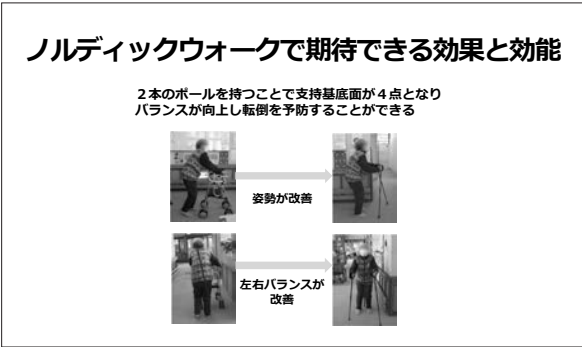 ノルディックウォークで期待できる効果と効能
２本のポールを持つことで支持基底面が４点となり
バランスが向上し転倒を予防することができる
姿勢が改善
左右バランスが
改善